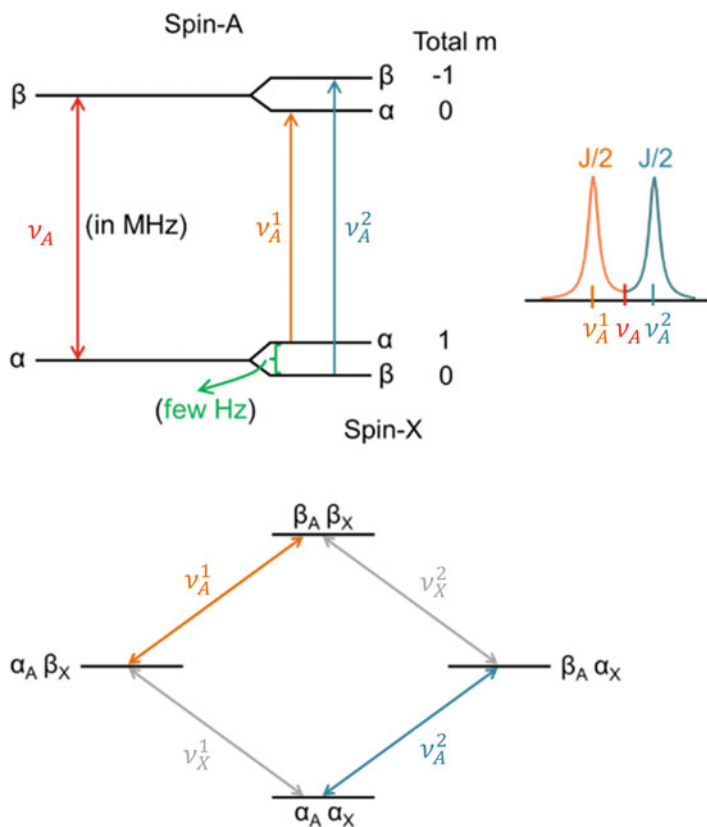 Spin-A
Total m
β
β -1
α 0
J/2 J/2
ν_A (in MHz) ν_A^1 ν_A^2
ν_A^1 ν_A ν_A^2
α
α 1
β 0
(few Hz)
Spin-X
β_A β_X
ν_A^1 ν_X^2
α_A β_X β_A α_X
ν_X^1 ν_A^2
α_A α_X